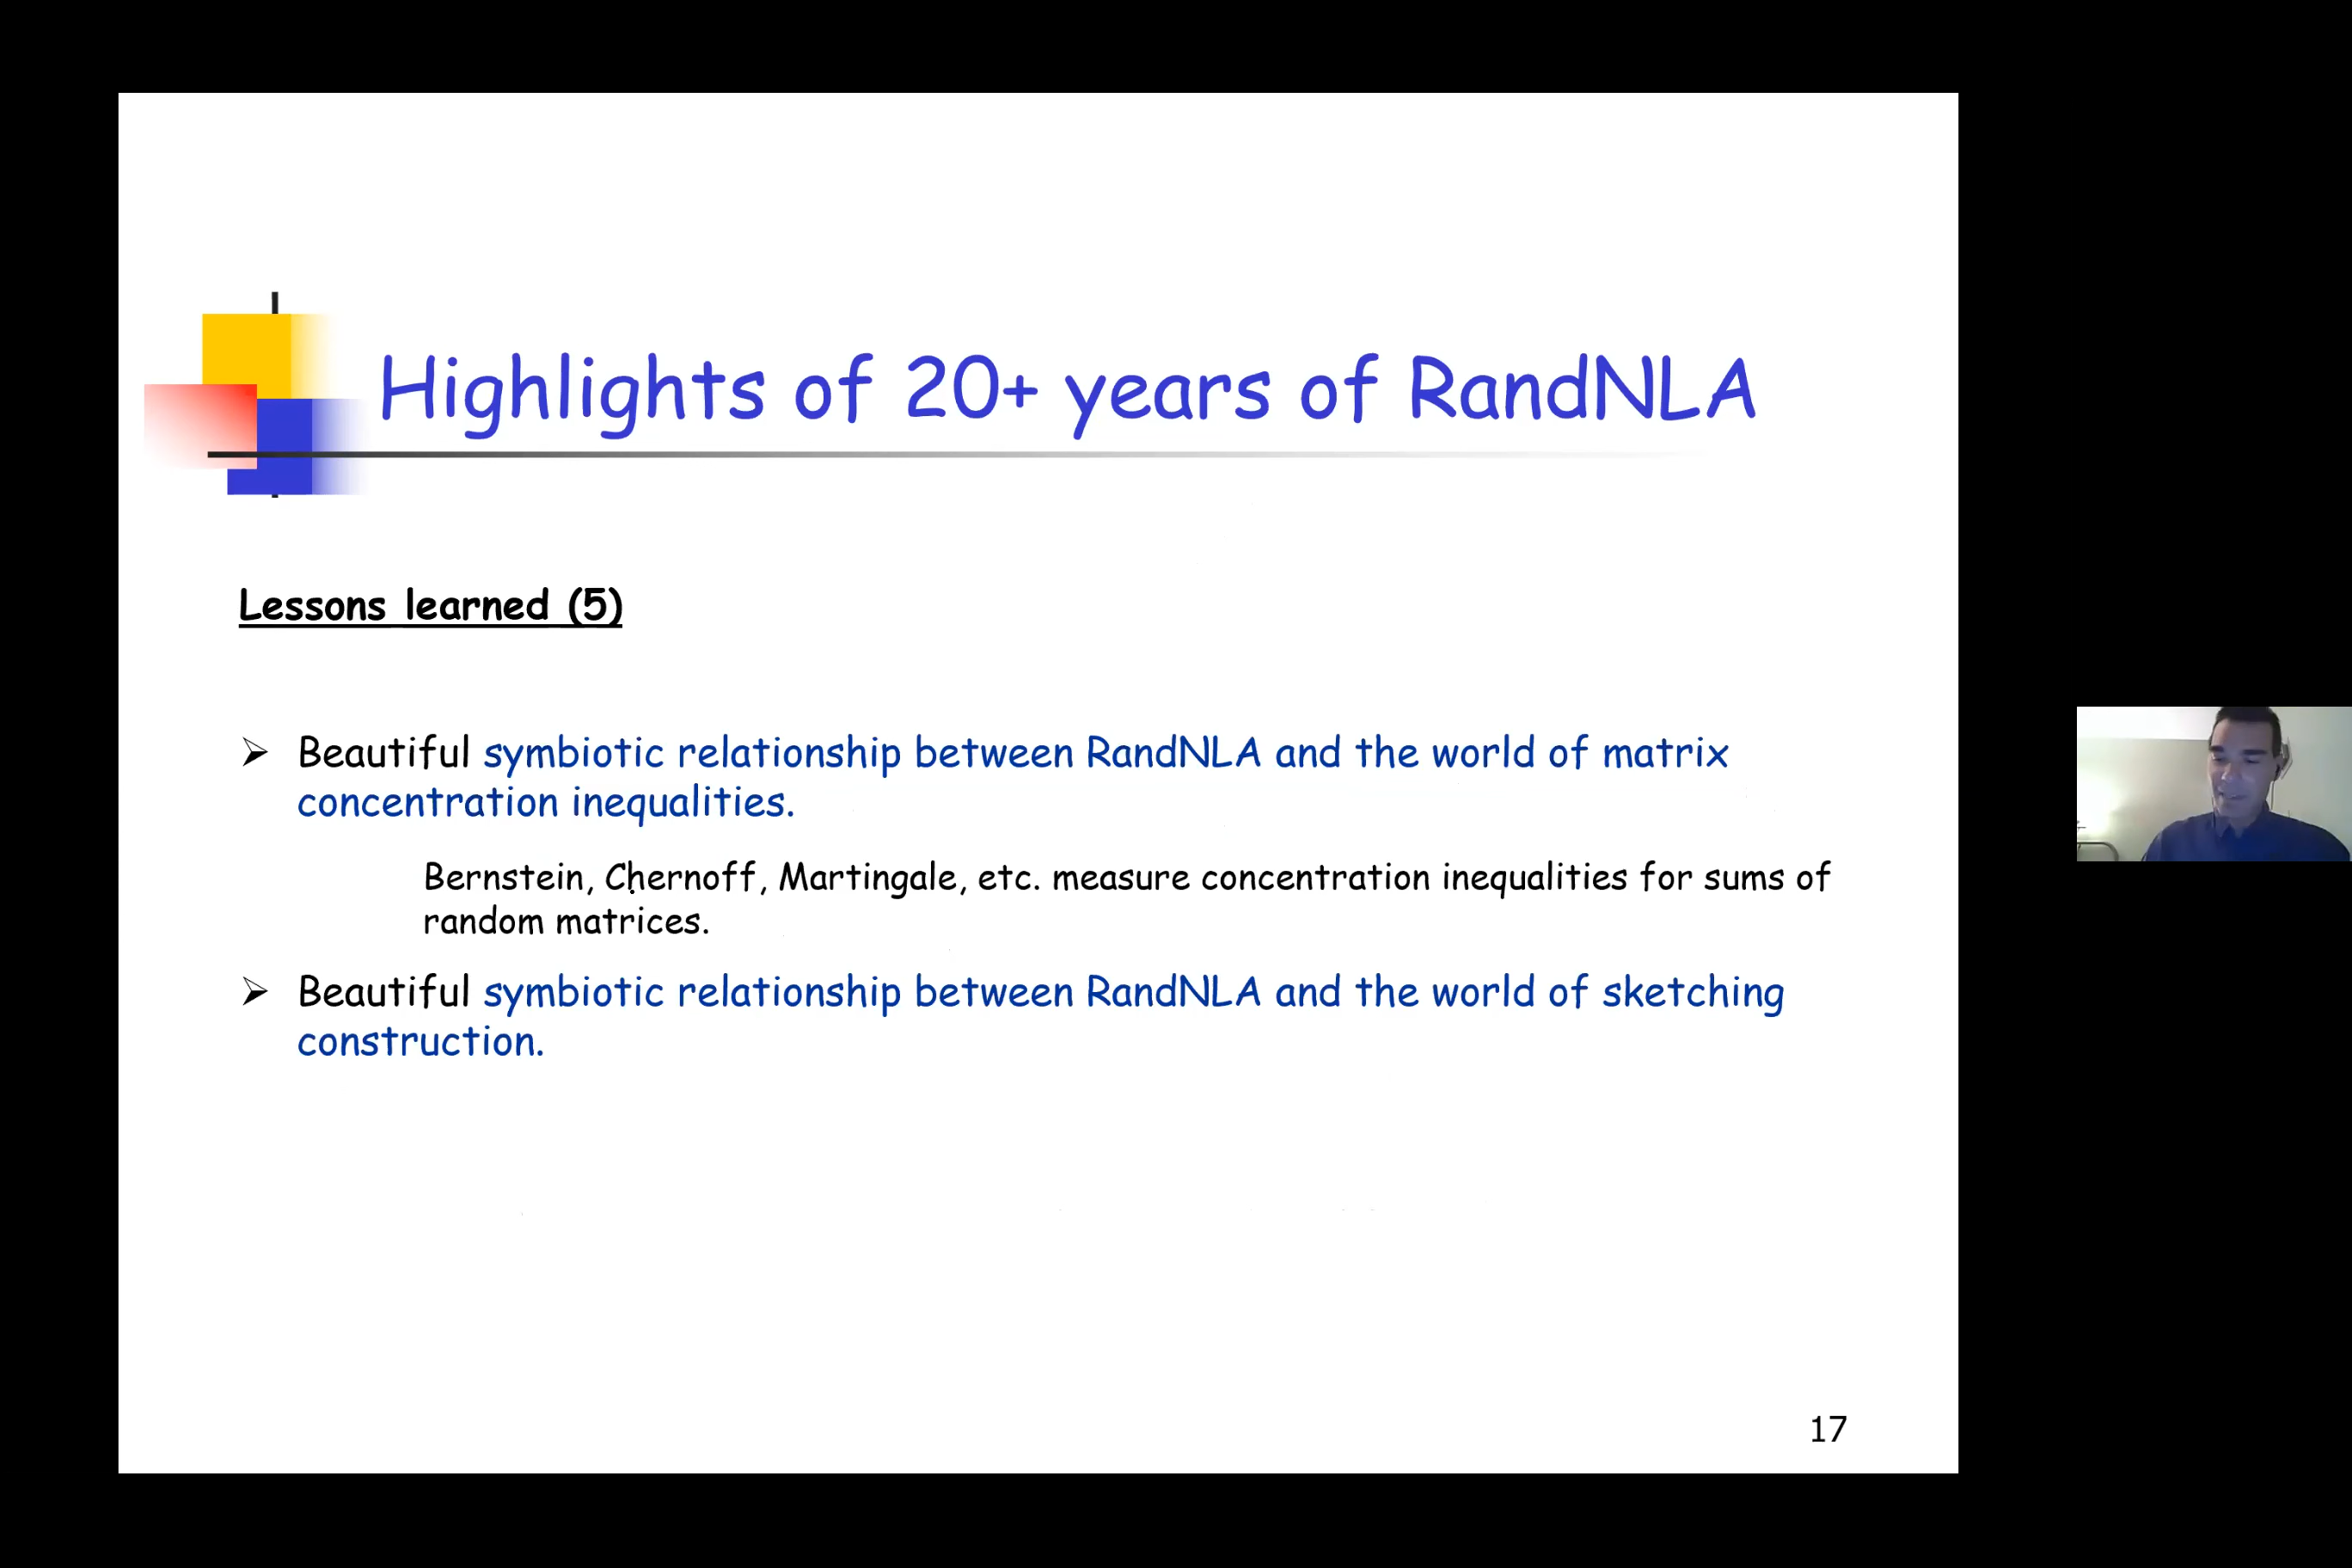 Highlights of 20+ years of RandNLA
Lessons learned (5)
➢ Beautiful symbiotic relationship between RandNLA and the world of matrix
concentration inequalities.
Bernstein, Chernoff, Martingale, etc. measure concentration inequalities for sums of
random matrices.
➢ Beautiful symbiotic relationship between RandNLA and the world of sketching
construction.
17